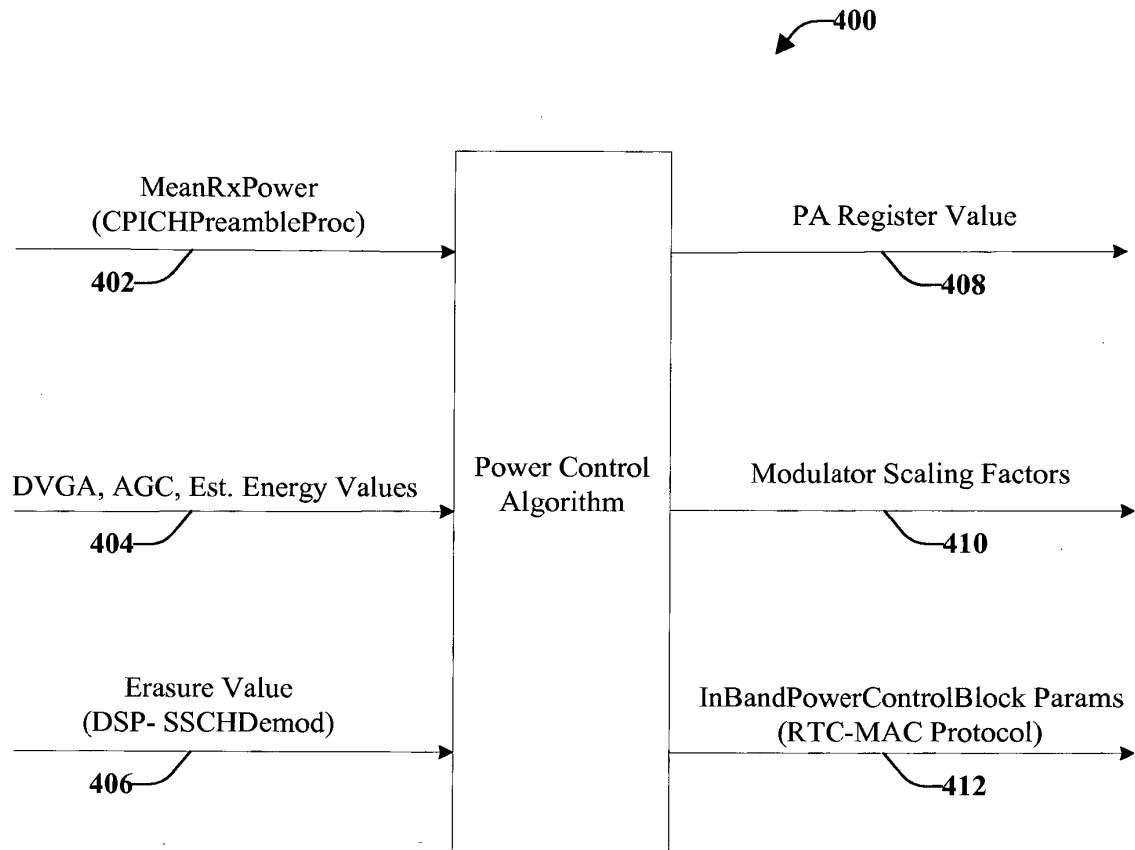 400
MeanRxPower
(CPICHPreambleProc)
402
PA Register Value
408
DVGA, AGC, Est. Energy Values
404
Power Control
Algorithm
Modulator Scaling Factors
410
Erasure Value
(DSP- SSCHDemod)
406
InBandPowerControlBlock Params
(RTC-MAC Protocol)
412